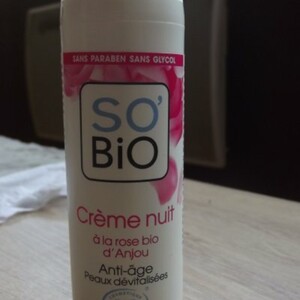 SANS PARABEN SANS GLYCOL
SO'
BiO
Crème nuit
à la rose bio
d'Anjou
Anti-âge
Peaux dévitalisées